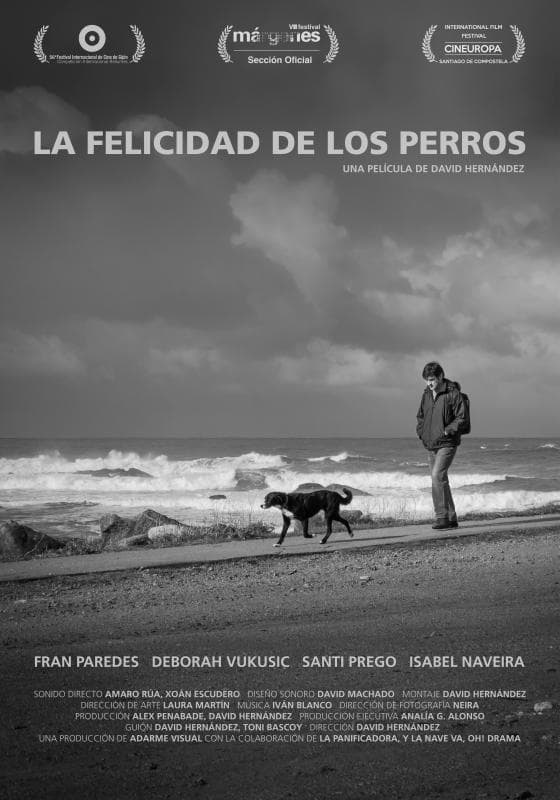 56º Festival Internacional de Cine de Gijón
VIII festival
márgenes
Sección Oficial
INTERNATIONAL FILM
FESTIVAL
CINEUROPA
SANTIAGO DE COMPOSTELA
LA FELICIDAD DE LOS PERROS
UNA PELÍCULA DE DAVID HERNÁNDEZ
FRAN PAREDES DEBORAH VUKUSIC SANTI PREGO ISABEL NAVEIRA
SONIDO DIRECTO AMARO RÚA, XOÁN ESCUDERO DISEÑO SONORO DAVID MACHADO MONTAJE DAVID HERNÁNDEZ
DIRECCIÓN DE ARTE LAURA MARTÍN MÚSICA IVÁN BLANCO DIRECCIÓN DE FOTOGRAFÍA NEIRA
PRODUCCIÓN ALEX PENABADE, DAVID HERNÁNDEZ PRODUCCIÓN EJECUTIVA ANALÍA G. ALONSO
GUIÓN DAVID HERNÁNDEZ, TONI BASCOY DIRECCIÓN DAVID HERNÁNDEZ
UNA PRODUCCIÓN DE ADARME VISUAL CON LA COLABORACIÓN DE LA PANIFICADORA, Y LA NAVE VA, OH! DRAMA